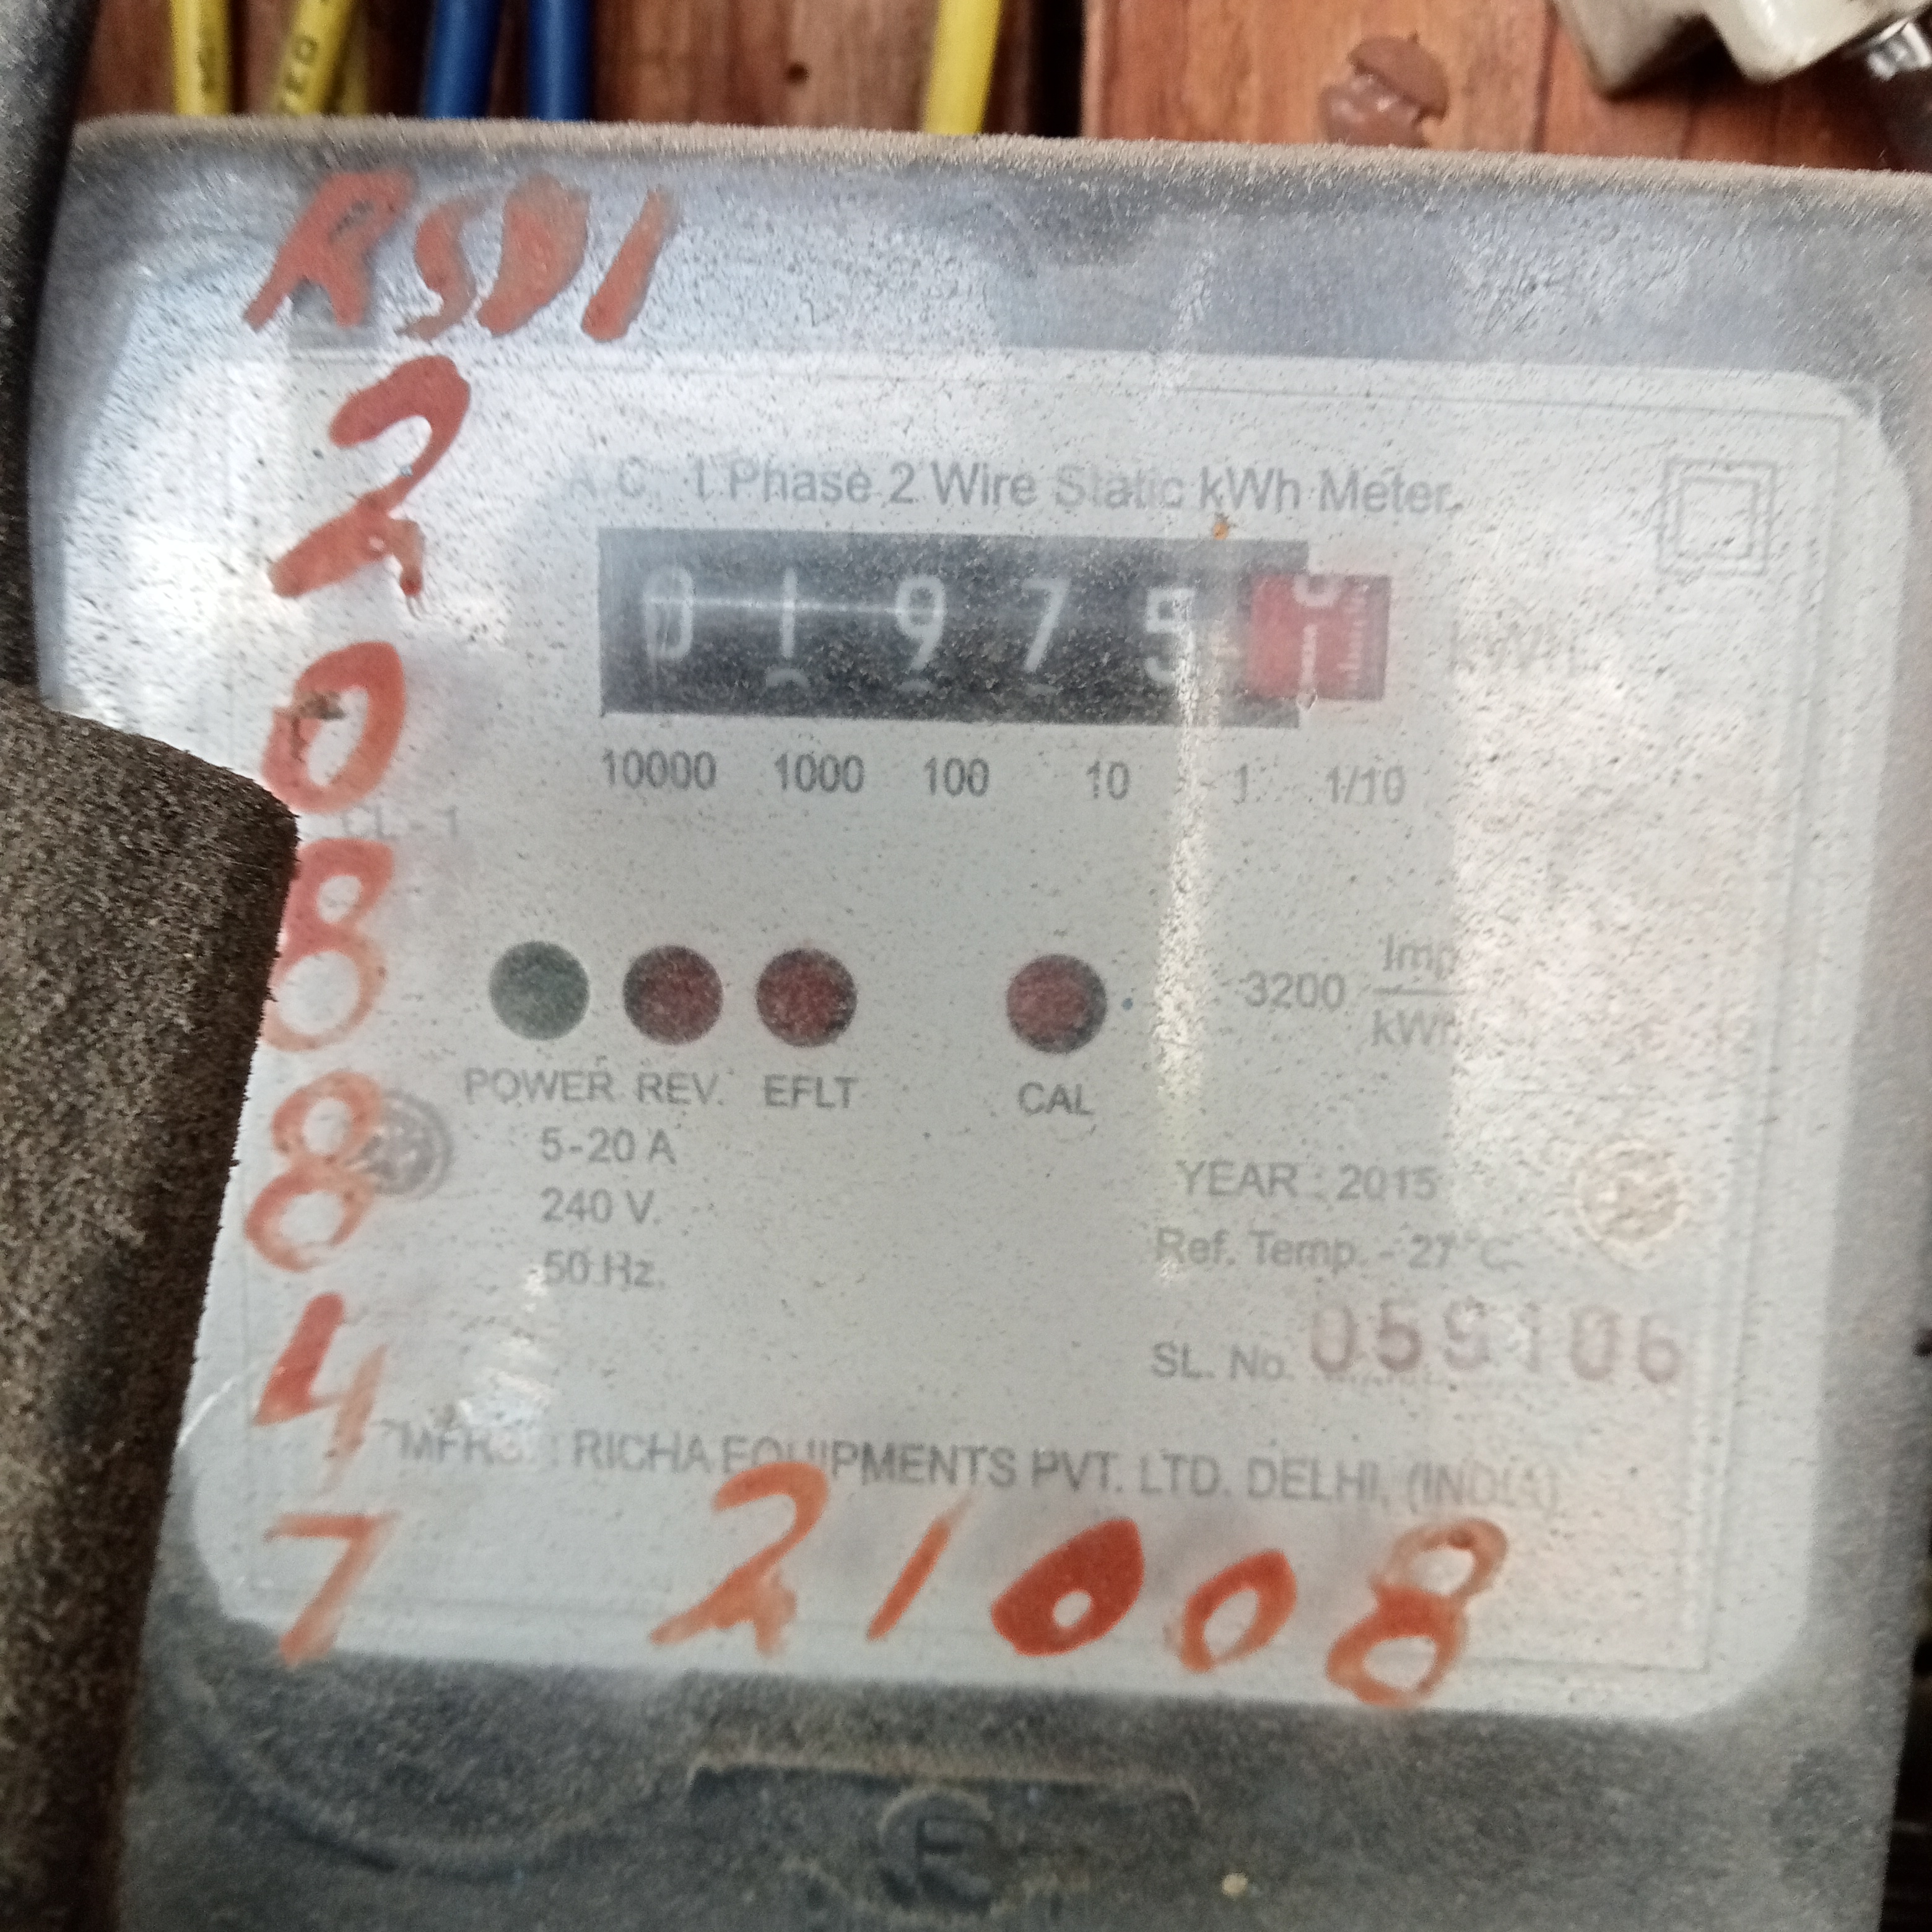 RSD1
2
0
8
8
4
7
A.C. 1 Phase 2 Wire Static kWh Meter
0 1 9 7 5
10000 1000 100 10 1 1/10
CL - 1
3200 Imp
kWh
POWER REV. EFLT CAL
5-20 A
240 V.
50 Hz.
YEAR : 2015
Ref. Temp. - 27°C
SL. No. 059106
MFRS. : RICHA EQUIPMENTS PVT. LTD. DELHI, (INDIA)
21008